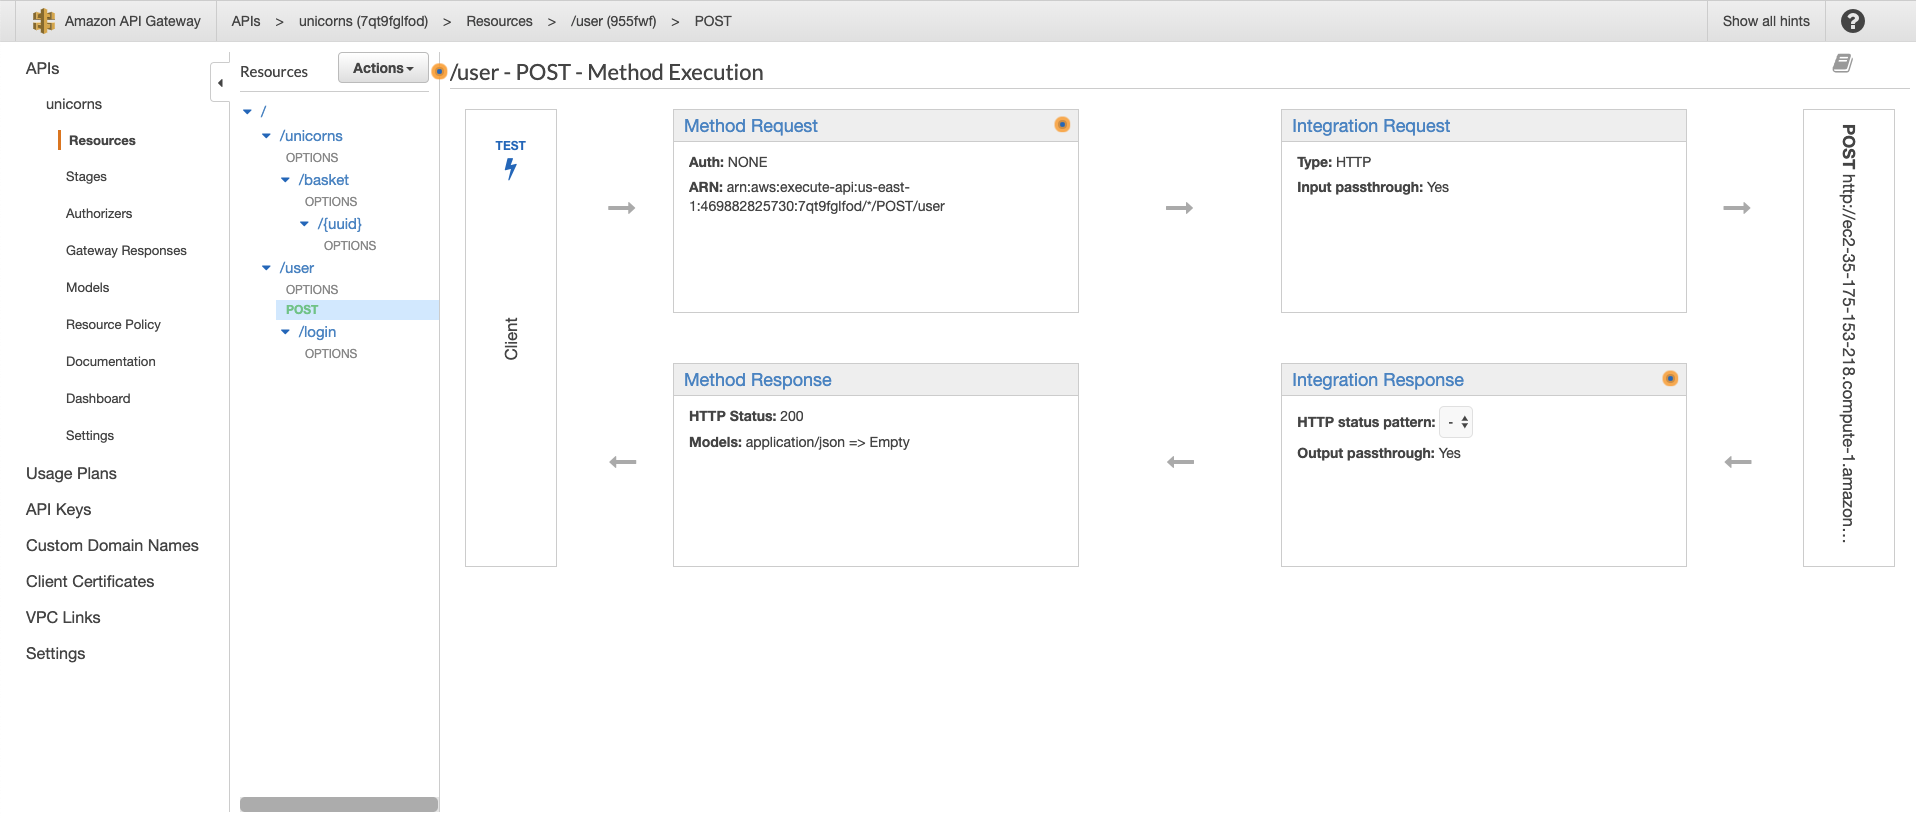 Amazon API Gateway
APIs > unicorns (7qt9fglfod) > Resources > /user (955fwf) > POST
Show all hints
?
APIs
unicorns
Resources
Stages
Authorizers
Gateway Responses
Models
Resource Policy
Documentation
Dashboard
Settings
Usage Plans
API Keys
Custom Domain Names
Client Certificates
VPC Links
Settings
Resources
Actions
/
/unicorns
OPTIONS
/basket
OPTIONS
/{uuid}
OPTIONS
/user
OPTIONS
POST
/login
OPTIONS
/user - POST - Method Execution
TEST
Client
Method Request
Auth: NONE
ARN: arn:aws:execute-api:us-east-
1:469882825730:7qt9fglfod/*/POST/user
Integration Request
Type: HTTP
Input passthrough: Yes
Method Response
HTTP Status: 200
Models: application/json => Empty
Integration Response
HTTP status pattern: -
Output passthrough: Yes
POST http://ec2-35-175-153-218.compute-1.amazon...